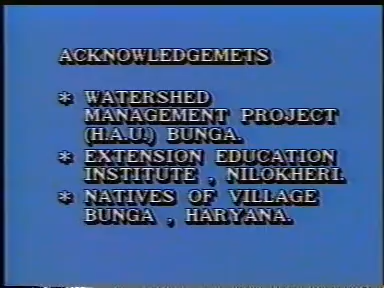 ACKNOWLEDGEMETS
* WATERSHED
MANAGEMENT PROJECT
(H.A.U.) BUNGA.
* EXTENSION EDUCATION
INSTITUTE , NILOKHERI.
* NATIVES OF VILLAGE
BUNGA , HARYANA.